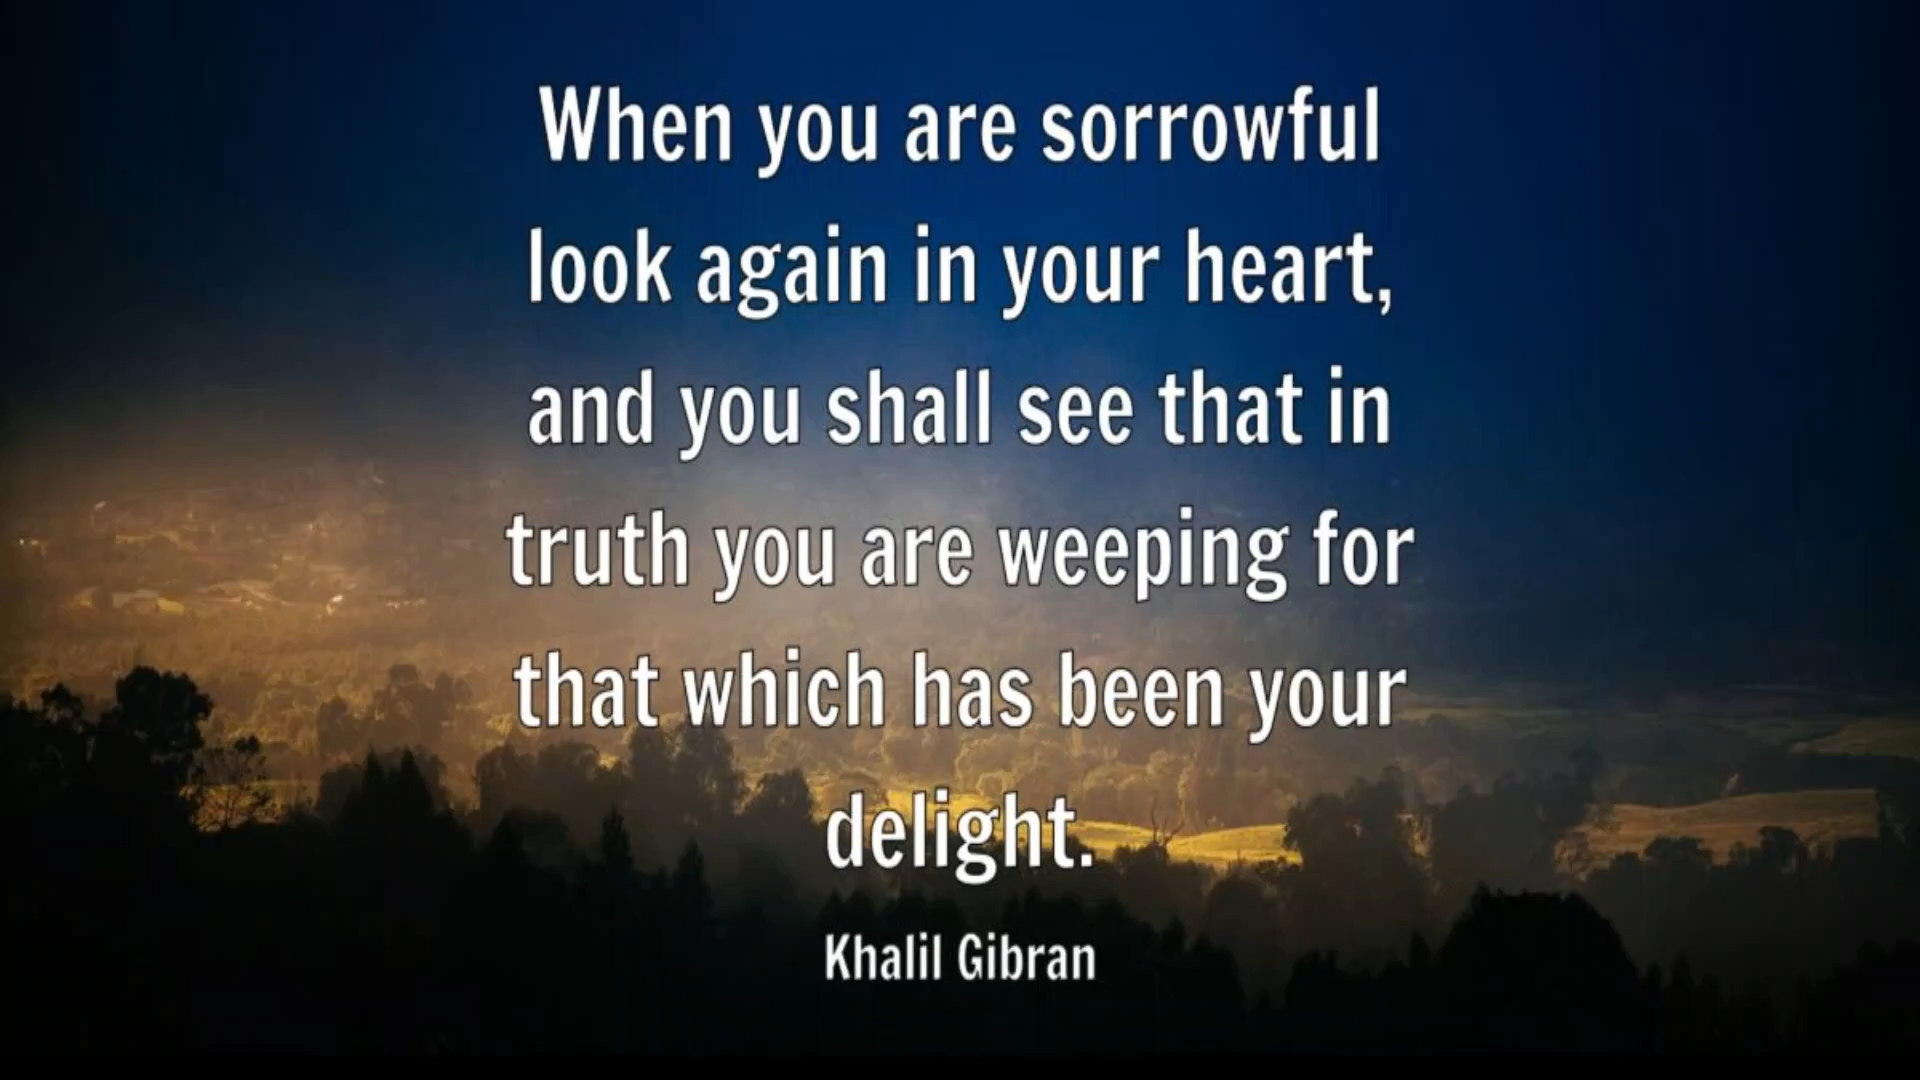 When you are sorrowful
look again in your heart,
and you shall see that in
truth you are weeping for
that which has been your
delight.
Khalil Gibran